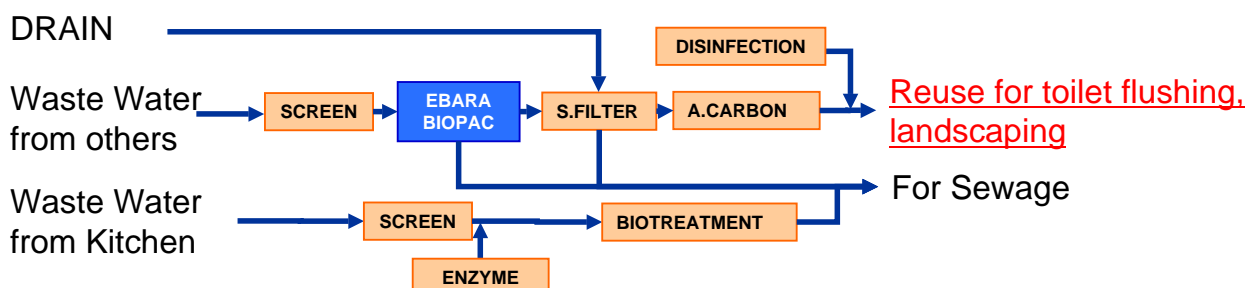 DRAIN
DISINFECTION
Waste Water
from others
SCREEN
EBARA
BIOPAC
S.FILTER
A.CARBON
Reuse for toilet flushing,
landscaping
For Sewage
Waste Water
from Kitchen
SCREEN
BIOTREATMENT
ENZYME